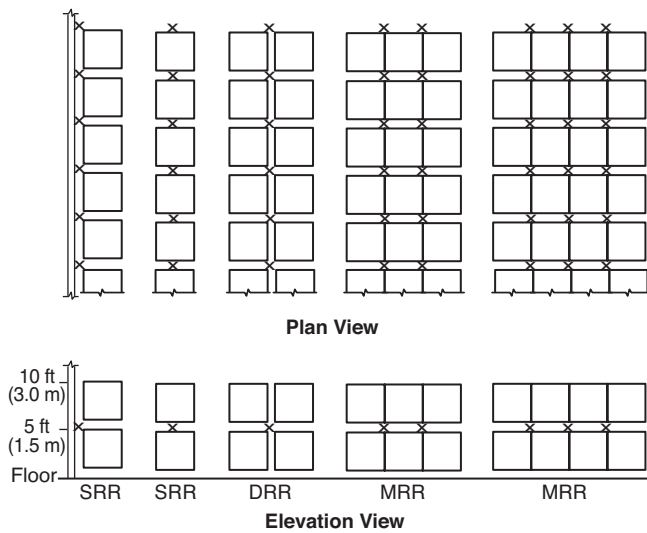 Plan View
10 ft
(3.0 m)
5 ft
(1.5 m)
Floor
SRR SRR DRR MRR MRR
Elevation View